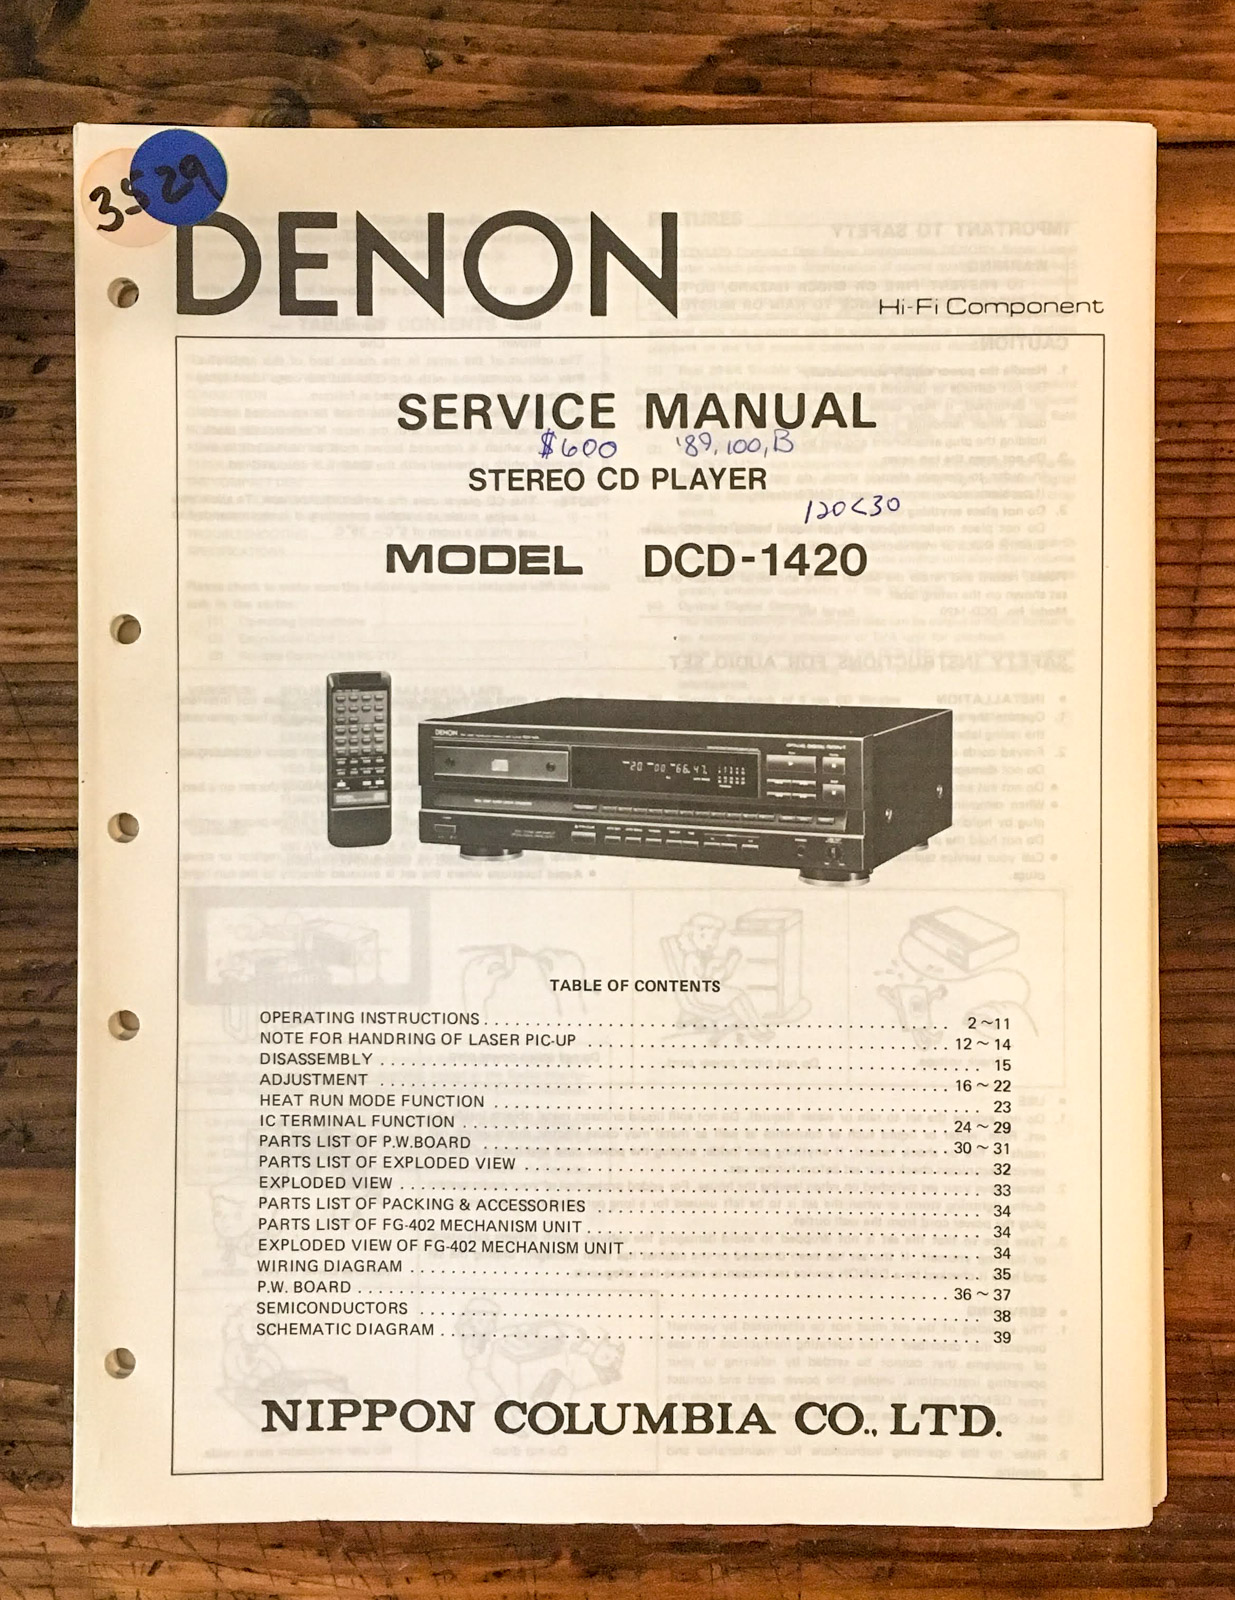 3529
DENON
Hi-Fi Component
SERVICE MANUAL
$600 '89, 100, B
STEREO CD PLAYER
120<30
MODEL DCD-1420
DENON
TABLE OF CONTENTS
OPERATING INSTRUCTIONS . . . . . . . . . . 2 ~ 11
NOTE FOR HANDRING OF LASER PIC-UP . . . . . . . . . . 12 ~ 14
DISASSEMBLY . . . . . . . . . . 15
ADJUSTMENT . . . . . . . . . . 16 ~ 22
HEAT RUN MODE FUNCTION . . . . . . . . . . 23
IC TERMINAL FUNCTION . . . . . . . . . . 24 ~ 29
PARTS LIST OF P.W.BOARD . . . . . . . . . . 30 ~ 31
PARTS LIST OF EXPLODED VIEW . . . . . . . . . . 32
EXPLODED VIEW . . . . . . . . . . 33
PARTS LIST OF PACKING & ACCESSORIES . . . . . . . . . . 34
PARTS LIST OF FG-402 MECHANISM UNIT . . . . . . . . . . 34
EXPLODED VIEW OF FG-402 MECHANISM UNIT . . . . . . . . . . 34
WIRING DIAGRAM . . . . . . . . . . 35
P.W. BOARD . . . . . . . . . . 36 ~ 37
SEMICONDUCTORS . . . . . . . . . . 38
SCHEMATIC DIAGRAM . . . . . . . . . . 39
NIPPON COLUMBIA CO., LTD.